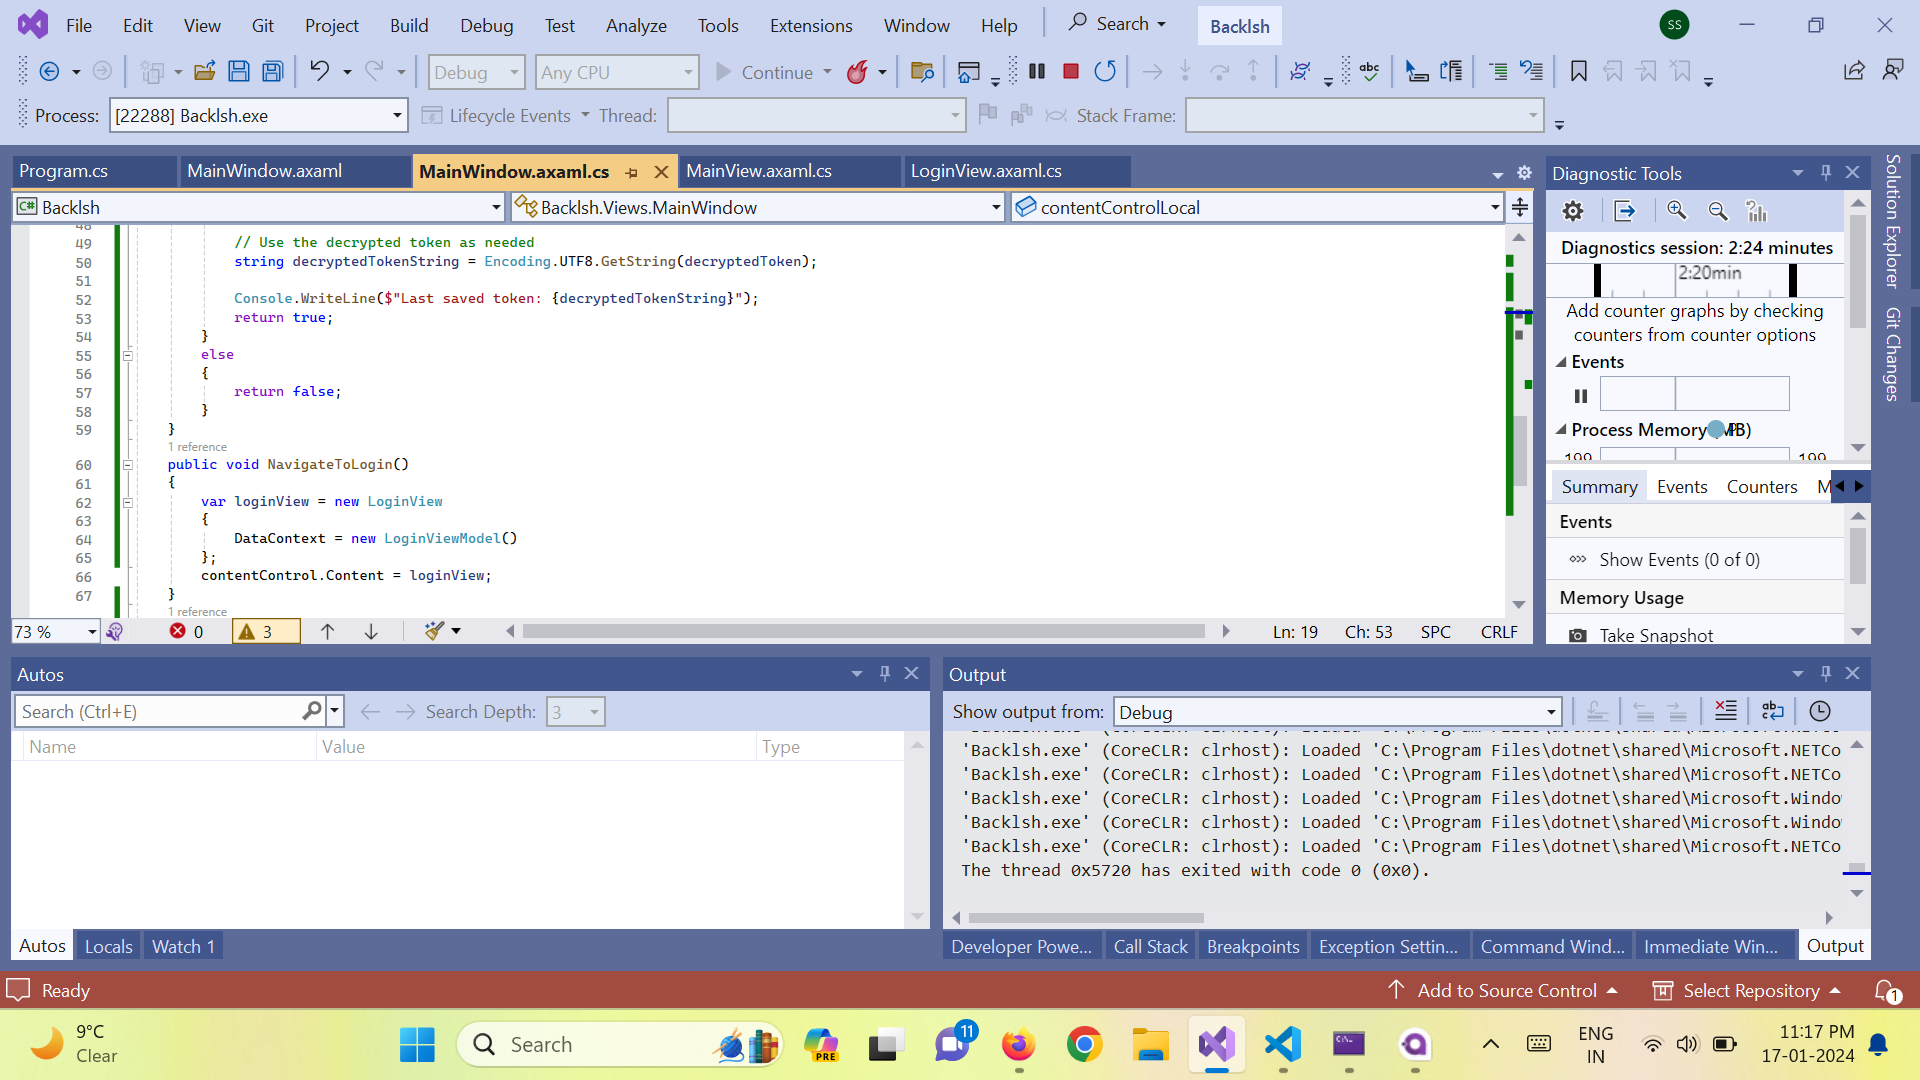 File Edit View Git Project Build Debug Test Analyze Tools Extensions Window Help Search Backlsh SS
Debug Any CPU Continue
Process: [22288] Backlsh.exe Lifecycle Events Thread: Stack Frame:
Program.cs MainWindow.axaml MainWindow.axaml.cs MainView.axaml.cs LoginView.axaml.cs
C# Backlsh Backlsh.Views.MainWindow contentControlLocal
48
49 // Use the decrypted token as needed
50 string decryptedTokenString = Encoding.UTF8.GetString(decryptedToken);
51
52 Console.WriteLine($"Last saved token: {decryptedTokenString}");
53 return true;
54 }
55 else
56 {
57 return false;
58 }
59 }
1 reference
60 public void NavigateToLogin()
61 {
62 var loginView = new LoginView
63 {
64 DataContext = new LoginViewModel()
65 };
66 contentControl.Content = loginView;
67 }
1 reference
73 % 0 3 Ln: 19 Ch: 53 SPC CRLF
Diagnostic Tools
Diagnostics session: 2:24 minutes
2:20min
Add counter graphs by checking
counters from counter options
Events
Process Memory (MB)
199 199
Summary Events Counters M
Events
Show Events (0 of 0)
Memory Usage
Take Snapshot
Solution Explorer
Git Changes
Autos
Search (Ctrl+E) Search Depth: 3
Name Value Type
Autos Locals Watch 1
Output
Show output from: Debug
'Backlsh.exe' (CoreCLR: clrhost): Loaded 'C:\Program Files\dotnet\shared\Microsoft.NETCo
'Backlsh.exe' (CoreCLR: clrhost): Loaded 'C:\Program Files\dotnet\shared\Microsoft.NETCo
'Backlsh.exe' (CoreCLR: clrhost): Loaded 'C:\Program Files\dotnet\shared\Microsoft.Windo
'Backlsh.exe' (CoreCLR: clrhost): Loaded 'C:\Program Files\dotnet\shared\Microsoft.Windo
'Backlsh.exe' (CoreCLR: clrhost): Loaded 'C:\Program Files\dotnet\shared\Microsoft.NETCo
The thread 0x5720 has exited with code 0 (0x0).
Developer Powe... Call Stack Breakpoints Exception Settin... Command Wind... Immediate Win... Output
Ready Add to Source Control Select Repository 1
9°C
Clear
Search PRE 11
ENG
IN
11:17 PM
17-01-2024